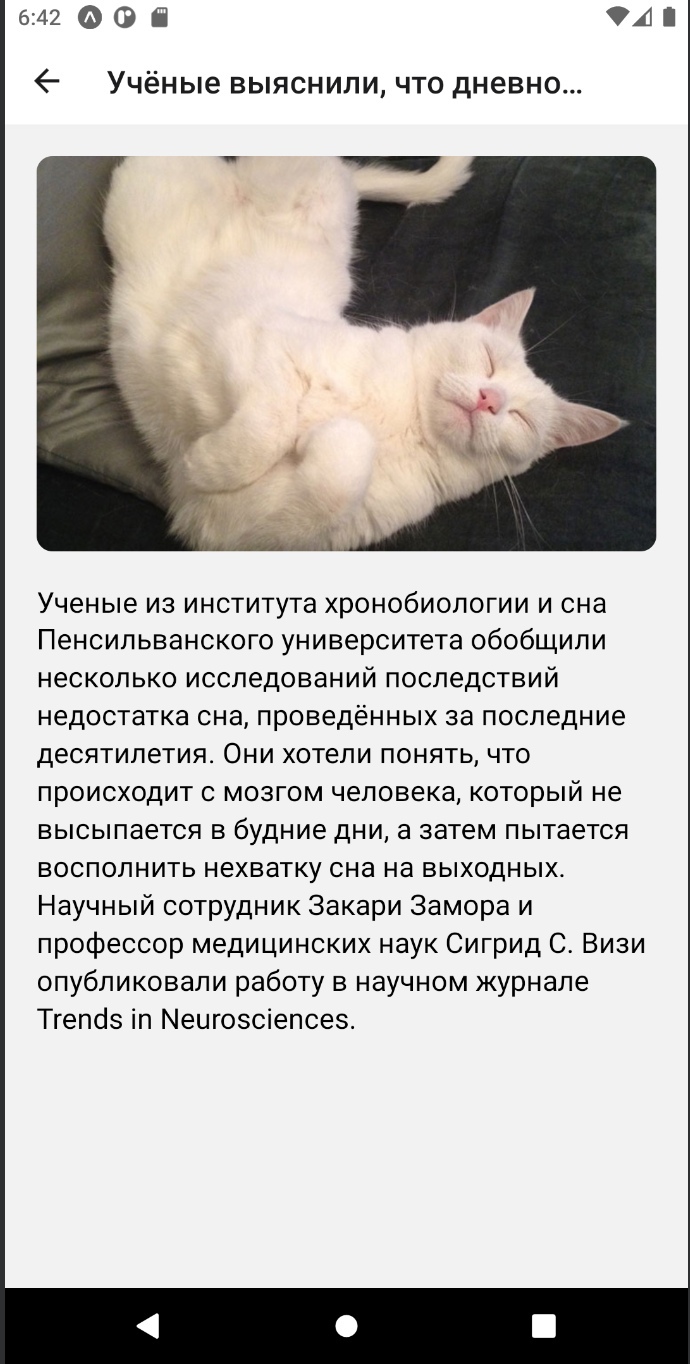 6:42
Учёные выяснили, что дневно...
Ученые из института хронобиологии и сна
Пенсильванского университета обобщили
несколько исследований последствий
недостатка сна, проведённых за последние
десятилетия. Они хотели понять, что
происходит с мозгом человека, который не
высыпается в будние дни, а затем пытается
восполнить нехватку сна на выходных.
Научный сотрудник Закари Замора и
профессор медицинских наук Сигрид С. Визи
опубликовали работу в научном журнале
Trends in Neurosciences.